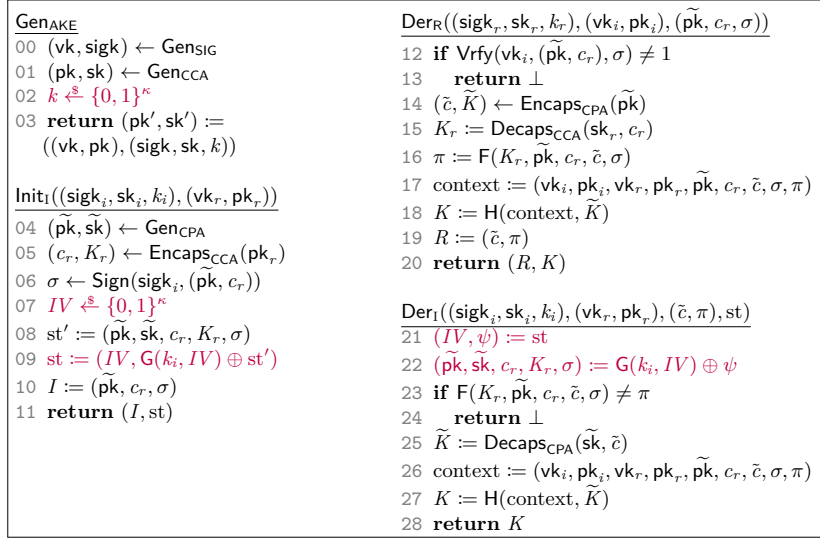 Gen_AKE
00 (vk, sigk) ← Gen_SIG
01 (pk, sk) ← Gen_CCA
02 k ←$ {0, 1}^κ
03 return (pk′, sk′) :=
((vk, pk), (sigk, sk, k))
Init_I((sigk_i, sk_i, k_i), (vk_r, pk_r))
04 (p̃k, s̃k) ← Gen_CPA
05 (c_r, K_r) ← Encaps_CCA(pk_r)
06 σ ← Sign(sigk_i, (p̃k, c_r))
07 IV ←$ {0, 1}^κ
08 st′ := (p̃k, s̃k, c_r, K_r, σ)
09 st := (IV, G(k_i, IV) ⊕ st′)
10 I := (p̃k, c_r, σ)
11 return (I, st)
Der_R((sigk_r, sk_r, k_r), (vk_i, pk_i), (p̃k, c_r, σ))
12 if Vrfy(vk_i, (p̃k, c_r), σ) ≠ 1
13 return ⊥
14 (c̃, K̃) ← Encaps_CPA(p̃k)
15 K_r := Decaps_CCA(sk_r, c_r)
16 π := F(K_r, p̃k, c_r, c̃, σ)
17 context := (vk_i, pk_i, vk_r, pk_r, p̃k, c_r, c̃, σ, π)
18 K := H(context, K̃)
19 R := (c̃, π)
20 return (R, K)
Der_I((sigk_i, sk_i, k_i), (vk_r, pk_r), (c̃, π), st)
21 (IV, ψ) := st
22 (p̃k, s̃k, c_r, K_r, σ) := G(k_i, IV) ⊕ ψ
23 if F(K_r, p̃k, c_r, c̃, σ) ≠ π
24 return ⊥
25 K̃ := Decaps_CPA(s̃k, c̃)
26 context := (vk_i, pk_i, vk_r, pk_r, p̃k, c_r, c̃, σ, π)
27 K := H(context, K̃)
28 return K